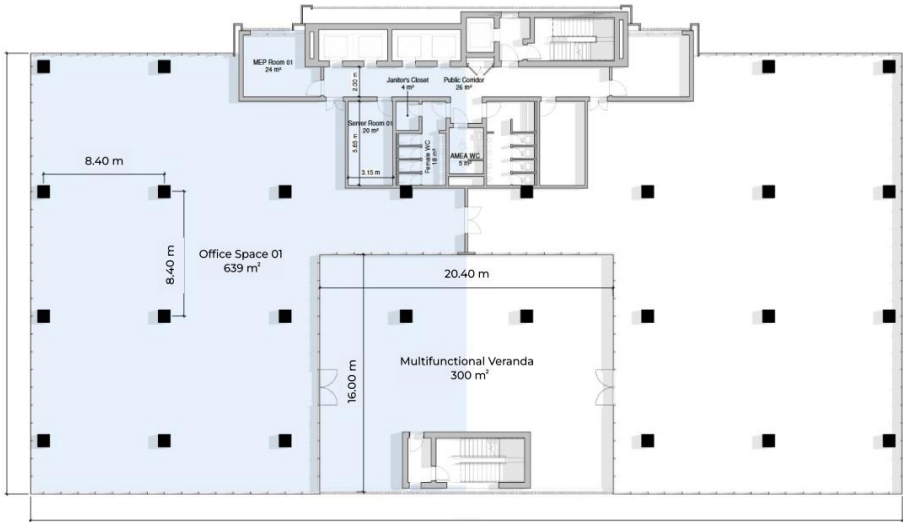 MEP Room 01
24 m²
2.00 m
Janitor's Closet
4 m²
Public Corridor
26 m²
Server Room 01
20 m²
5.65 m
3.15 m
Female WC
18 m²
AMEA WC
5 m²
8.40 m
8.40 m
Office Space 01
639 m²
20.40 m
16.00 m
Multifunctional Veranda
300 m²